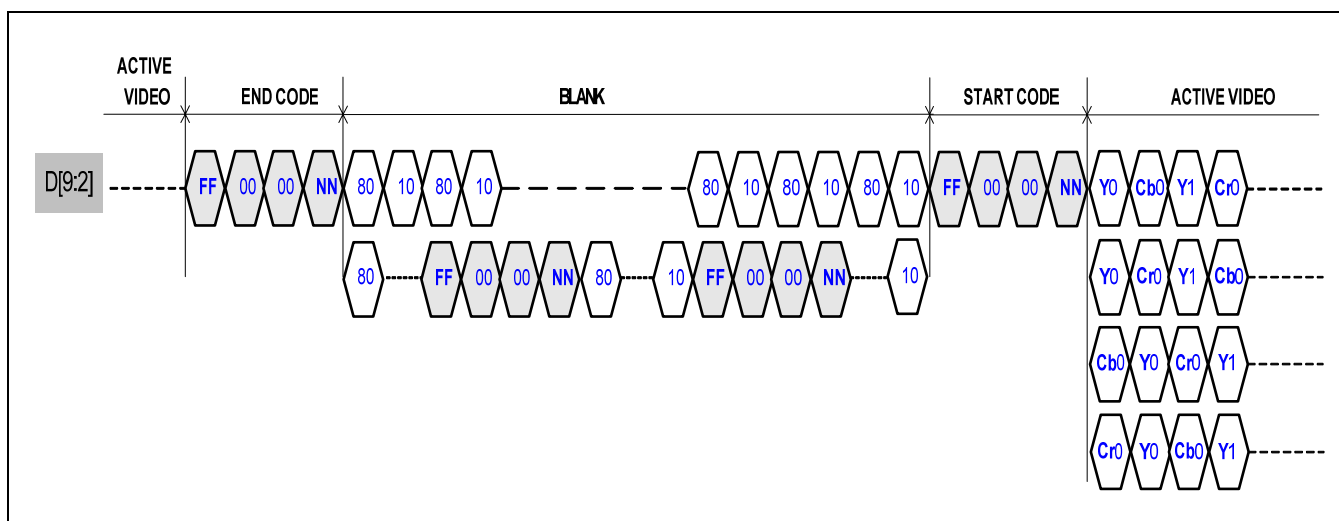 ACTIVE
VIDEO END CODE BLANK START CODE ACTIVE VIDEO
D[9:2] FF 00 00 NN 80 10 80 10 80 10 80 10 80 10 FF 00 00 NN Y0 Cb0 Y1 Cr0
80 FF 00 00 NN 80 10 FF 00 00 NN 10 Y0 Cr0 Y1 Cb0
Cb0 Y0 Cr0 Y1
Cr0 Y0 Cb0 Y1